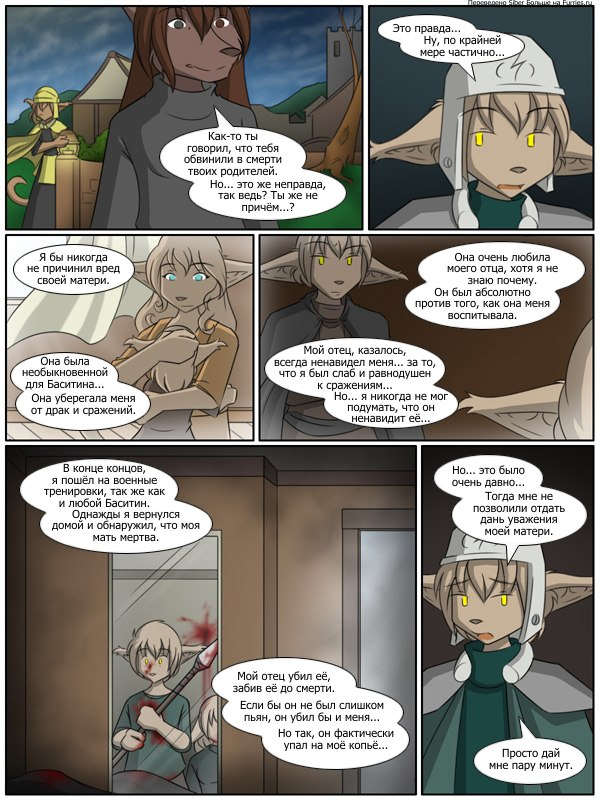 Переведено Siber Больше на Furries.ru
Как-то ты
говорил, что тебя
обвинили в смерти
твоих родителей.
Но... это же неправда,
так ведь? Ты же не
причём...?
Это правда...
Ну, по крайней
мере частично...
Я бы никогда
не причинил вред
своей матери.
Она была
необыкновенной
для Баситина...
Она уберегала меня
от драк и сражений.
Она очень любила
моего отца, хотя я не
знаю почему.
Он был абсолютно
против того, как она меня
воспитывала.
Мой отец, казалось,
всегда ненавидел меня... за то,
что я был слаб и равнодушен
к сражениям...
Но... я никогда не мог
подумать, что он
ненавидит её...
В конце концов,
я пошёл на военные
тренировки, так же как
и любой Баситин.
Однажды я вернулся
домой и обнаружил, что моя
мать мертва.
Мой отец убил её,
забив её до смерти.
Если бы он не был слишком
пьян, он убил бы и меня...
Но так, он фактически
упал на моё копьё...
Но... это было
очень давно...
Тогда мне не
позволили отдать
дань уважения
моей матери.
Просто дай
мне пару минут.